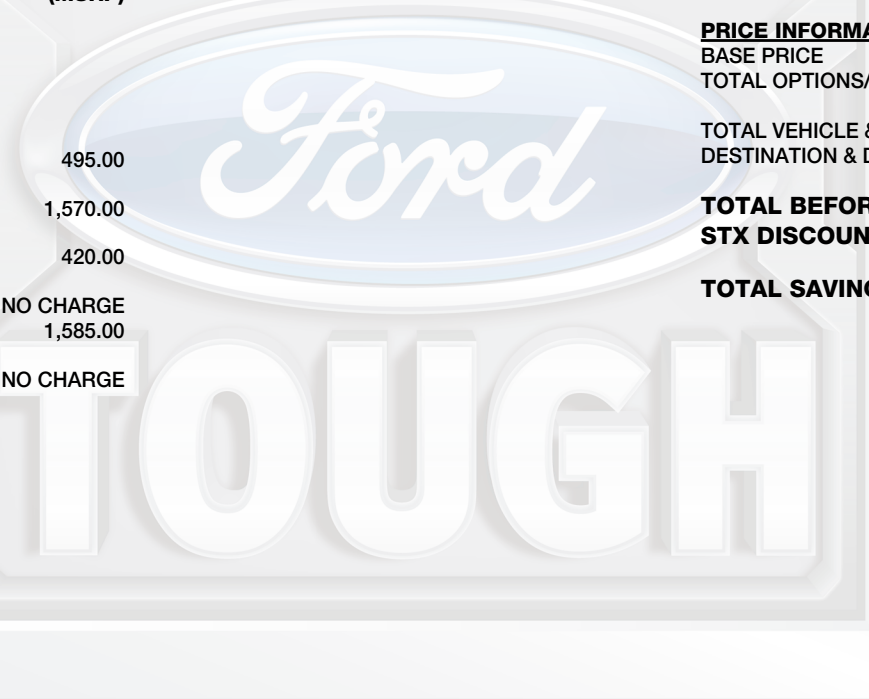 (MSRP)
495.00
1,570.00
420.00
NO CHARGE
1,585.00
NO CHARGE
PRICE INFORMA
BASE PRICE
TOTAL OPTIONS/
TOTAL VEHICLE &
DESTINATION & D
TOTAL BEFOR
STX DISCOUN
TOTAL SAVING
Ford
TOUGH